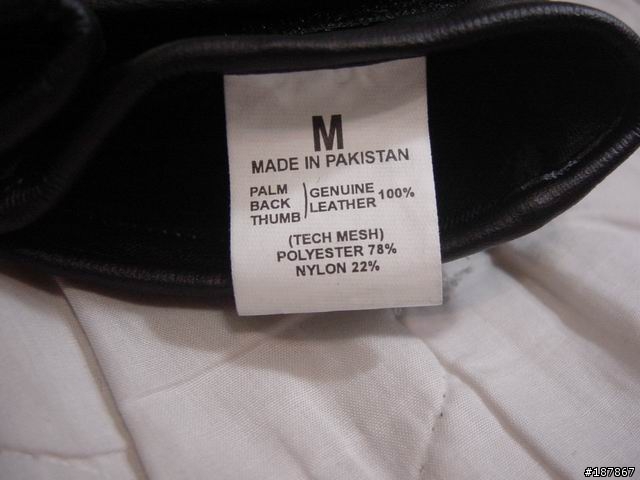 M
MADE IN PAKISTAN
PALM
BACK
THUMB
GENUINE
LEATHER
100%
(TECH MESH)
POLYESTER 78%
NYLON 22%
#187867